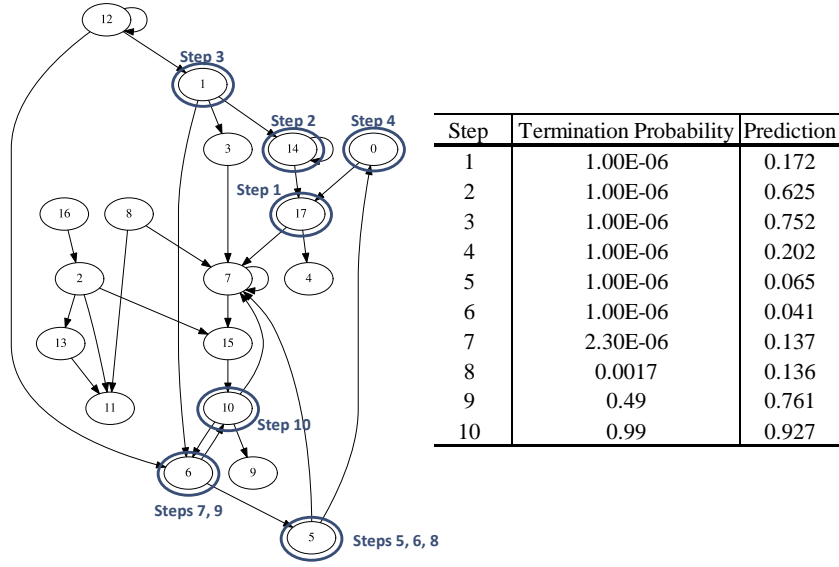 12
Step 3
1
Step 2
Step 4
3
14
0
Step 1
16
8
17
2
7
4
13
15
11
10
Step 10
6
9
Steps 7, 9
5
Steps 5, 6, 8
Step Termination Probability Prediction
1 1.00E-06 0.172
2 1.00E-06 0.625
3 1.00E-06 0.752
4 1.00E-06 0.202
5 1.00E-06 0.065
6 1.00E-06 0.041
7 2.30E-06 0.137
8 0.0017 0.136
9 0.49 0.761
10 0.99 0.927